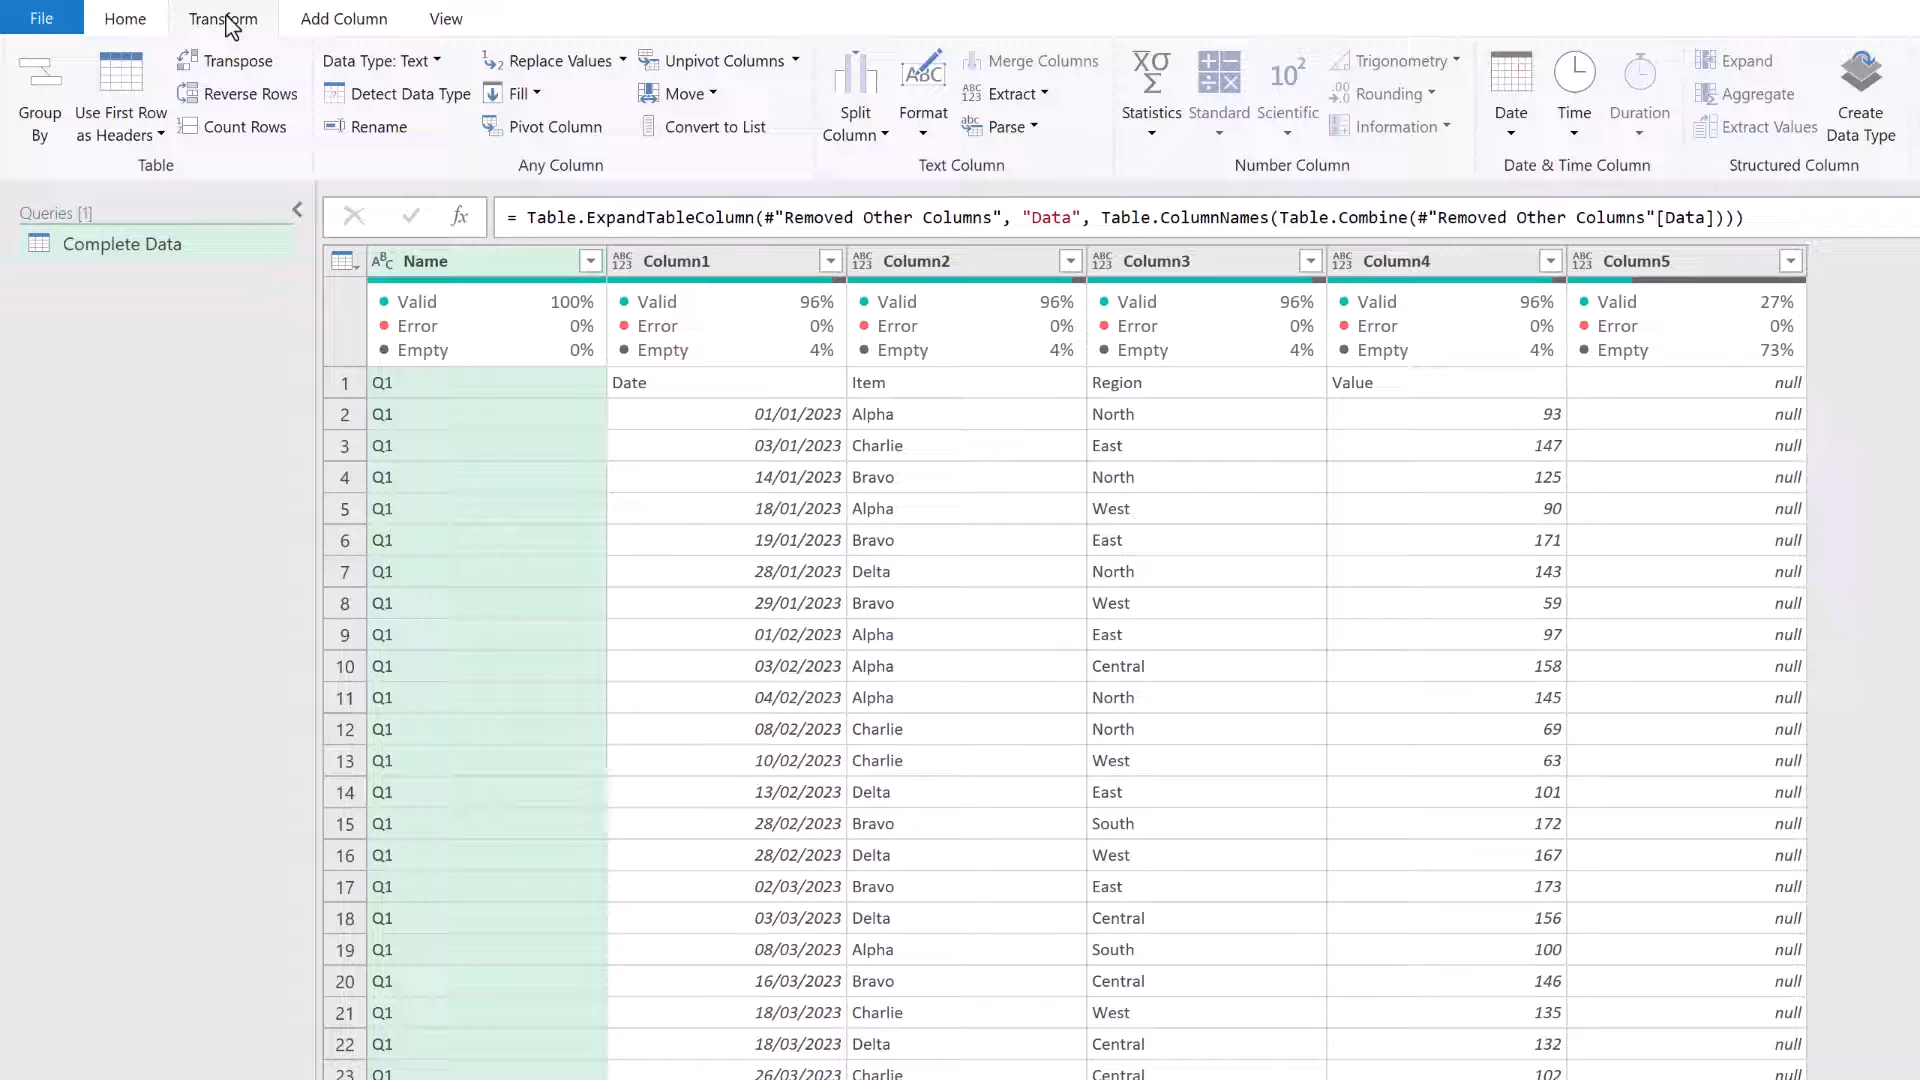 File Home Transform Add Column View
Group By
Use First Row as Headers
Transpose
Reverse Rows
Count Rows
Table
Data Type: Text
Detect Data Type
Rename
Replace Values
Fill
Pivot Column
Unpivot Columns
Move
Convert to List
Any Column
Split Column
Format
Merge Columns
Extract
Parse
Text Column
Statistics
Standard
Scientific
Trigonometry
Rounding
Information
Number Column
Date
Time
Duration
Date & Time Column
Expand
Aggregate
Extract Values
Structured Column
Create Data Type
Queries [1]
Complete Data
fx = Table.ExpandTableColumn(#"Removed Other Columns", "Data", Table.ColumnNames(Table.Combine(#"Removed Other Columns"[Data])))
ABC Name ABC 123 Column1 ABC 123 Column2 ABC 123 Column3 ABC 123 Column4 ABC 123 Column5
Valid 100% Valid 96% Valid 96% Valid 96% Valid 96% Valid 27%
Error 0% Error 0% Error 0% Error 0% Error 0% Error 0%
Empty 0% Empty 4% Empty 4% Empty 4% Empty 4% Empty 73%
1 Q1 Date Item Region Value null
2 Q1 01/01/2023 Alpha North 93 null
3 Q1 03/01/2023 Charlie East 147 null
4 Q1 14/01/2023 Bravo North 125 null
5 Q1 18/01/2023 Alpha West 90 null
6 Q1 19/01/2023 Bravo East 171 null
7 Q1 28/01/2023 Delta North 143 null
8 Q1 29/01/2023 Bravo West 59 null
9 Q1 01/02/2023 Alpha East 97 null
10 Q1 03/02/2023 Alpha Central 158 null
11 Q1 04/02/2023 Alpha North 145 null
12 Q1 08/02/2023 Charlie North 69 null
13 Q1 10/02/2023 Charlie West 63 null
14 Q1 13/02/2023 Delta East 101 null
15 Q1 28/02/2023 Bravo South 172 null
16 Q1 28/02/2023 Delta West 167 null
17 Q1 02/03/2023 Bravo East 173 null
18 Q1 03/03/2023 Delta Central 156 null
19 Q1 08/03/2023 Alpha South 100 null
20 Q1 16/03/2023 Bravo Central 146 null
21 Q1 18/03/2023 Charlie West 135 null
22 Q1 18/03/2023 Delta Central 132 null
23 Q1 26/03/2023 Charlie Central 102 null